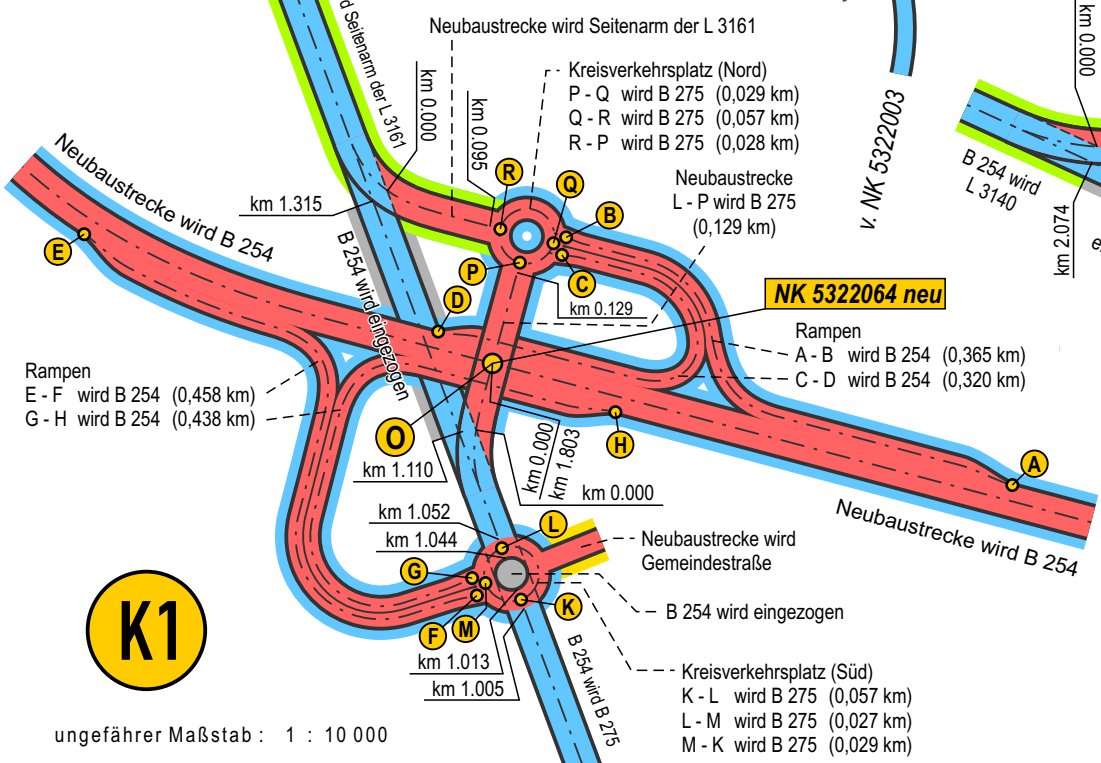 d Seitenarm der L 3161
Neubaustrecke wird Seitenarm der L 3161
km 0.000
km 0.095
Kreisverkehrsplatz (Nord)
P - Q wird B 275 (0,029 km)
Q - R wird B 275 (0,057 km)
R - P wird B 275 (0,028 km)
v. NK 5322003
km 0.000
B 254 wird
L 3140
km 2.074
Neubaustrecke
L - P wird B 275
(0,129 km)
Neubaustrecke wird B 254
km 1.315
R
Q
B
E
P
C
D
B 254 wird eingezogen
km 0.129
NK 5322064 neu
Rampen
A - B wird B 254 (0,365 km)
C - D wird B 254 (0,320 km)
Rampen
E - F wird B 254 (0,458 km)
G - H wird B 254 (0,438 km)
O
H
A
km 1.110
km 0.000
km 1.803
km 0.000
Neubaustrecke wird B 254
km 1.052
km 1.044
L
Neubaustrecke wird
Gemeindestraße
G
F
M
K
B 254 wird eingezogen
K1
km 1.013
km 1.005
B 254 wird B 275
Kreisverkehrsplatz (Süd)
K - L wird B 275 (0,057 km)
L - M wird B 275 (0,027 km)
M - K wird B 275 (0,029 km)
ungefährer Maßstab : 1 : 10 000